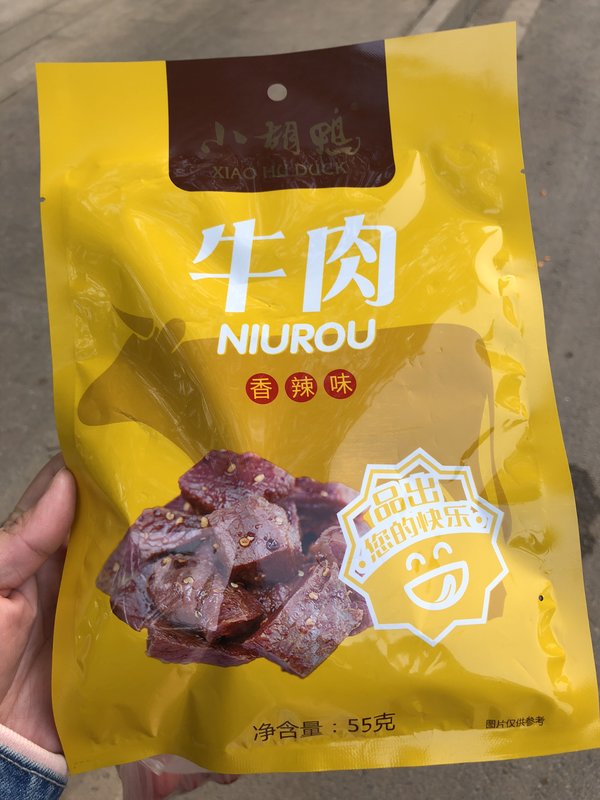 小胡鸭
XIAO HU DUCK
牛肉
NIUROU
香辣味
品出
您的快乐
净含量：55克
图片仅供参考